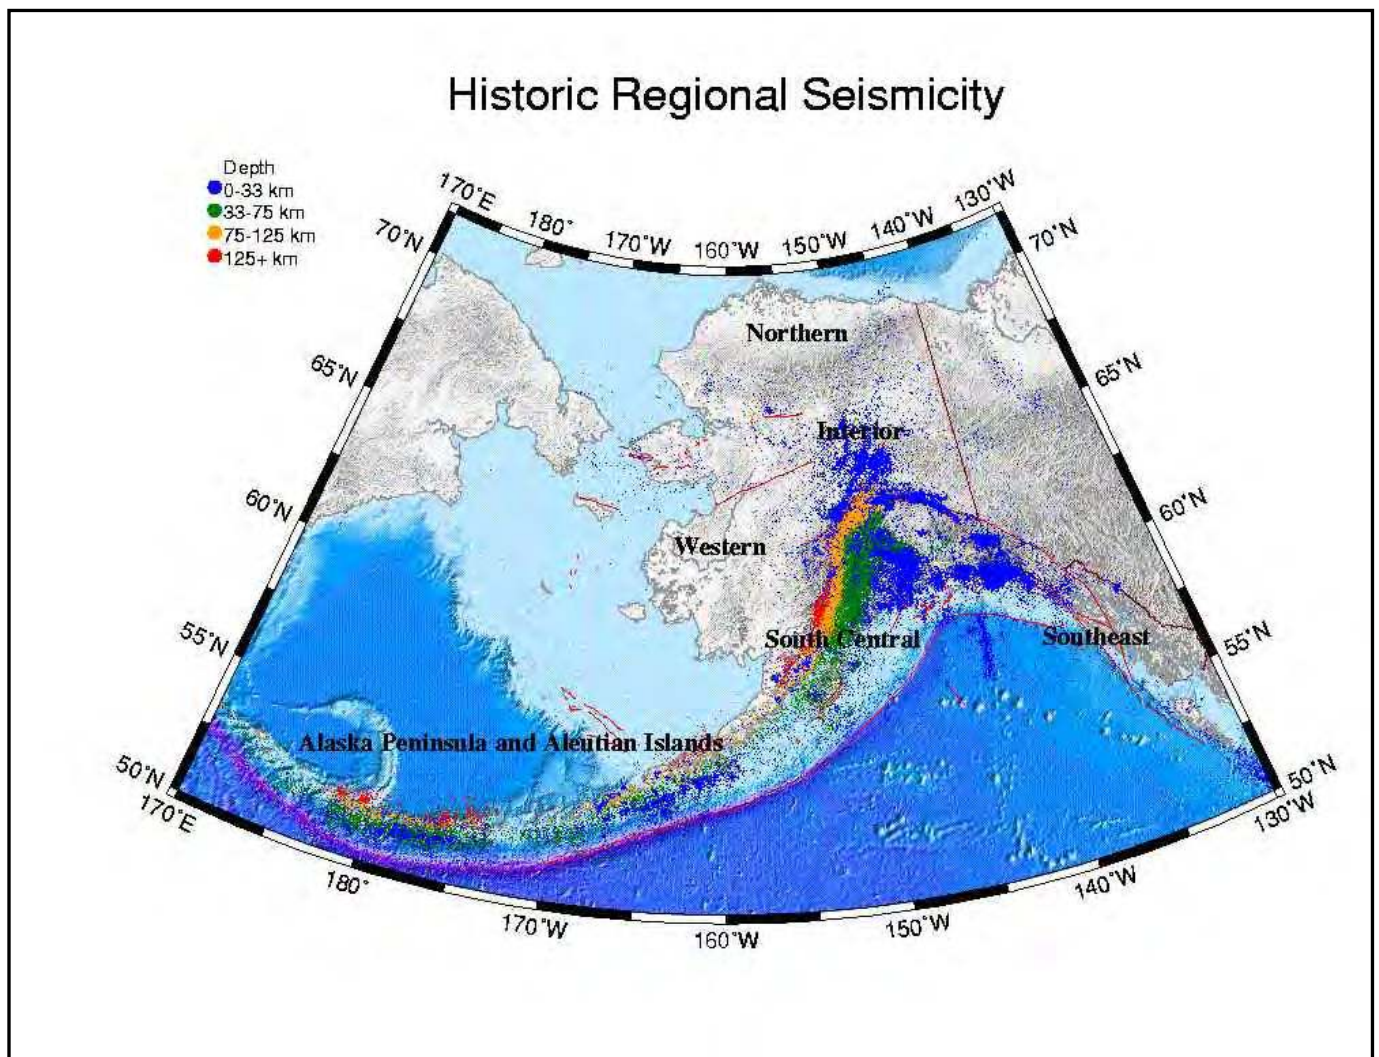 Historic Regional Seismicity
Depth
0-33 km
33-75 km
75-125 km
125+ km
170°E
180°
170°W
160°W
150°W
140°W
130°W
70°N
70°N
65°N
65°N
60°N
60°N
55°N
55°N
50°N
50°N
Northern
Interior
Western
South Central
Southeast
Alaska Peninsula and Aleutian Islands
170°E
180°
170°W
160°W
150°W
140°W
130°W